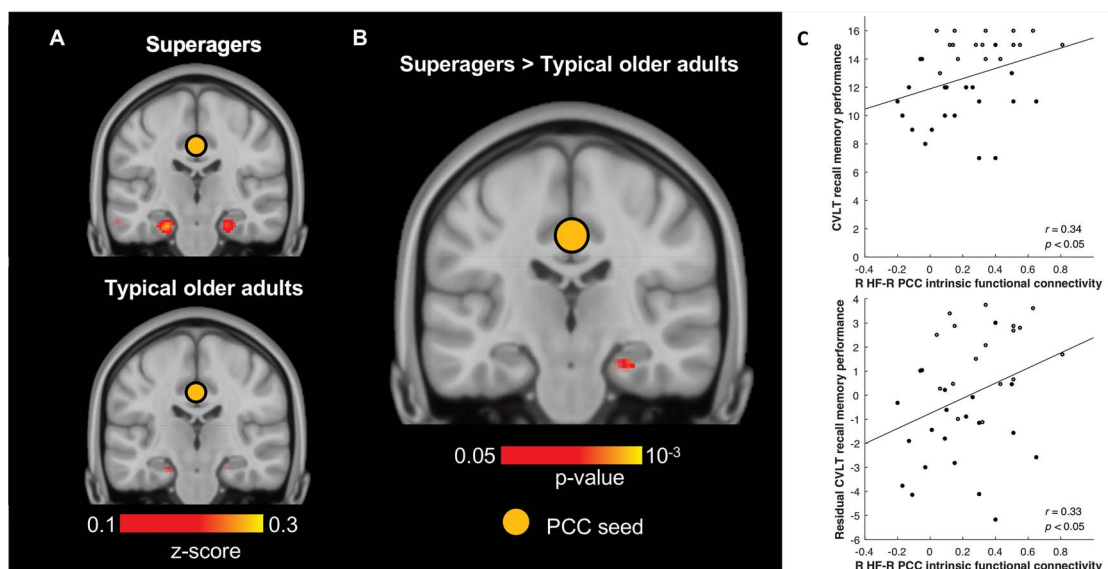 A
Superagers
Typical older adults
0.1
0.3
z-score
B
Superagers > Typical older adults
0.05
10-3
p-value
PCC seed
C
CVLT recall memory performance
18
16
14
12
10
8
6
4
2
0
r = 0.34
p < 0.05
-0.4 -0.2 0 0.2 0.4 0.6 0.8
R HF-R PCC intrinsic functional connectivity
Residual CVLT recall memory performance
4
3
2
1
0
-1
-2
-3
-4
-5
-6
r = 0.33
p < 0.05
-0.4 -0.2 0 0.2 0.4 0.6 0.8
R HF-R PCC intrinsic functional connectivity